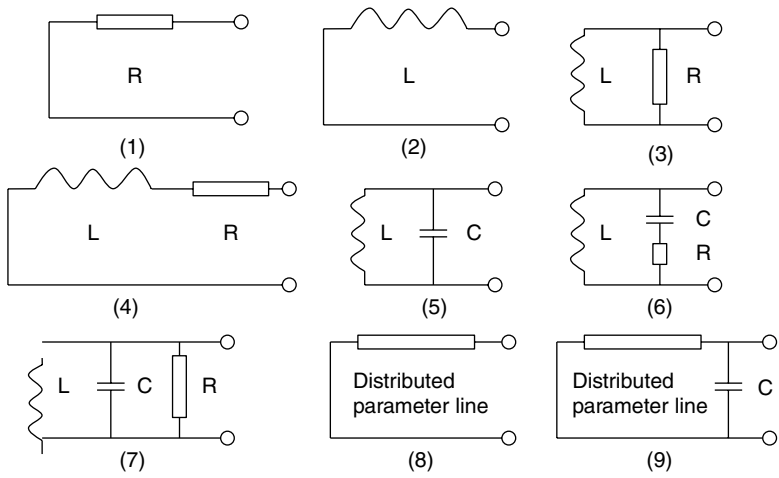 R
(1)
L
(2)
L R
(3)
L R
(4)
L C
(5)
L C
R
(6)
L C R
(7)
Distributed
parameter line
(8)
Distributed
parameter line C
(9)